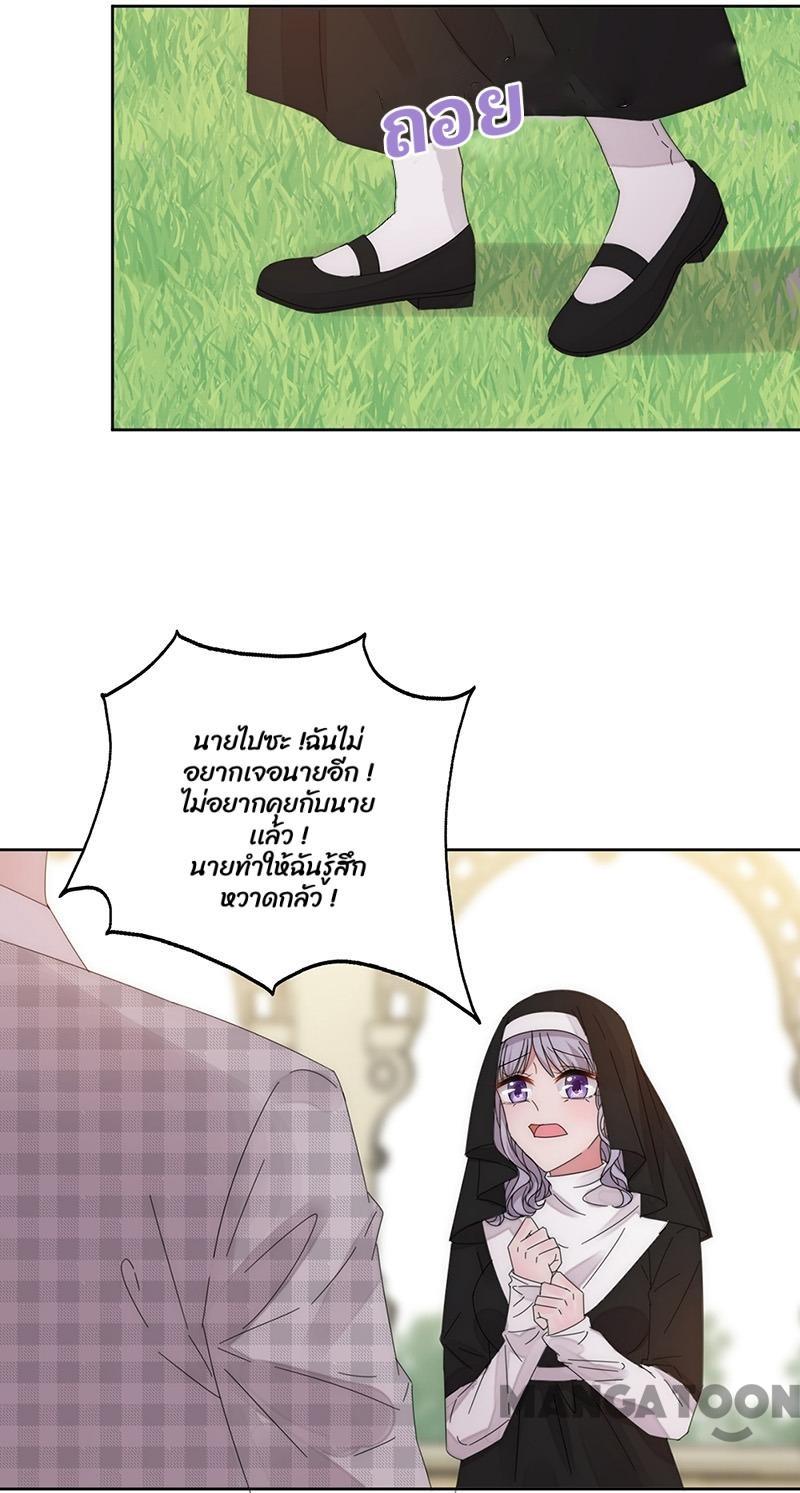 ถอย
นายไปซะ !ฉันไม่
อยากเจอนายอีก !
ไม่อยากคุยกับนาย
แล้ว !
นายทำให้ฉันรู้สึก
หวาดกลัว !
MANGATOON